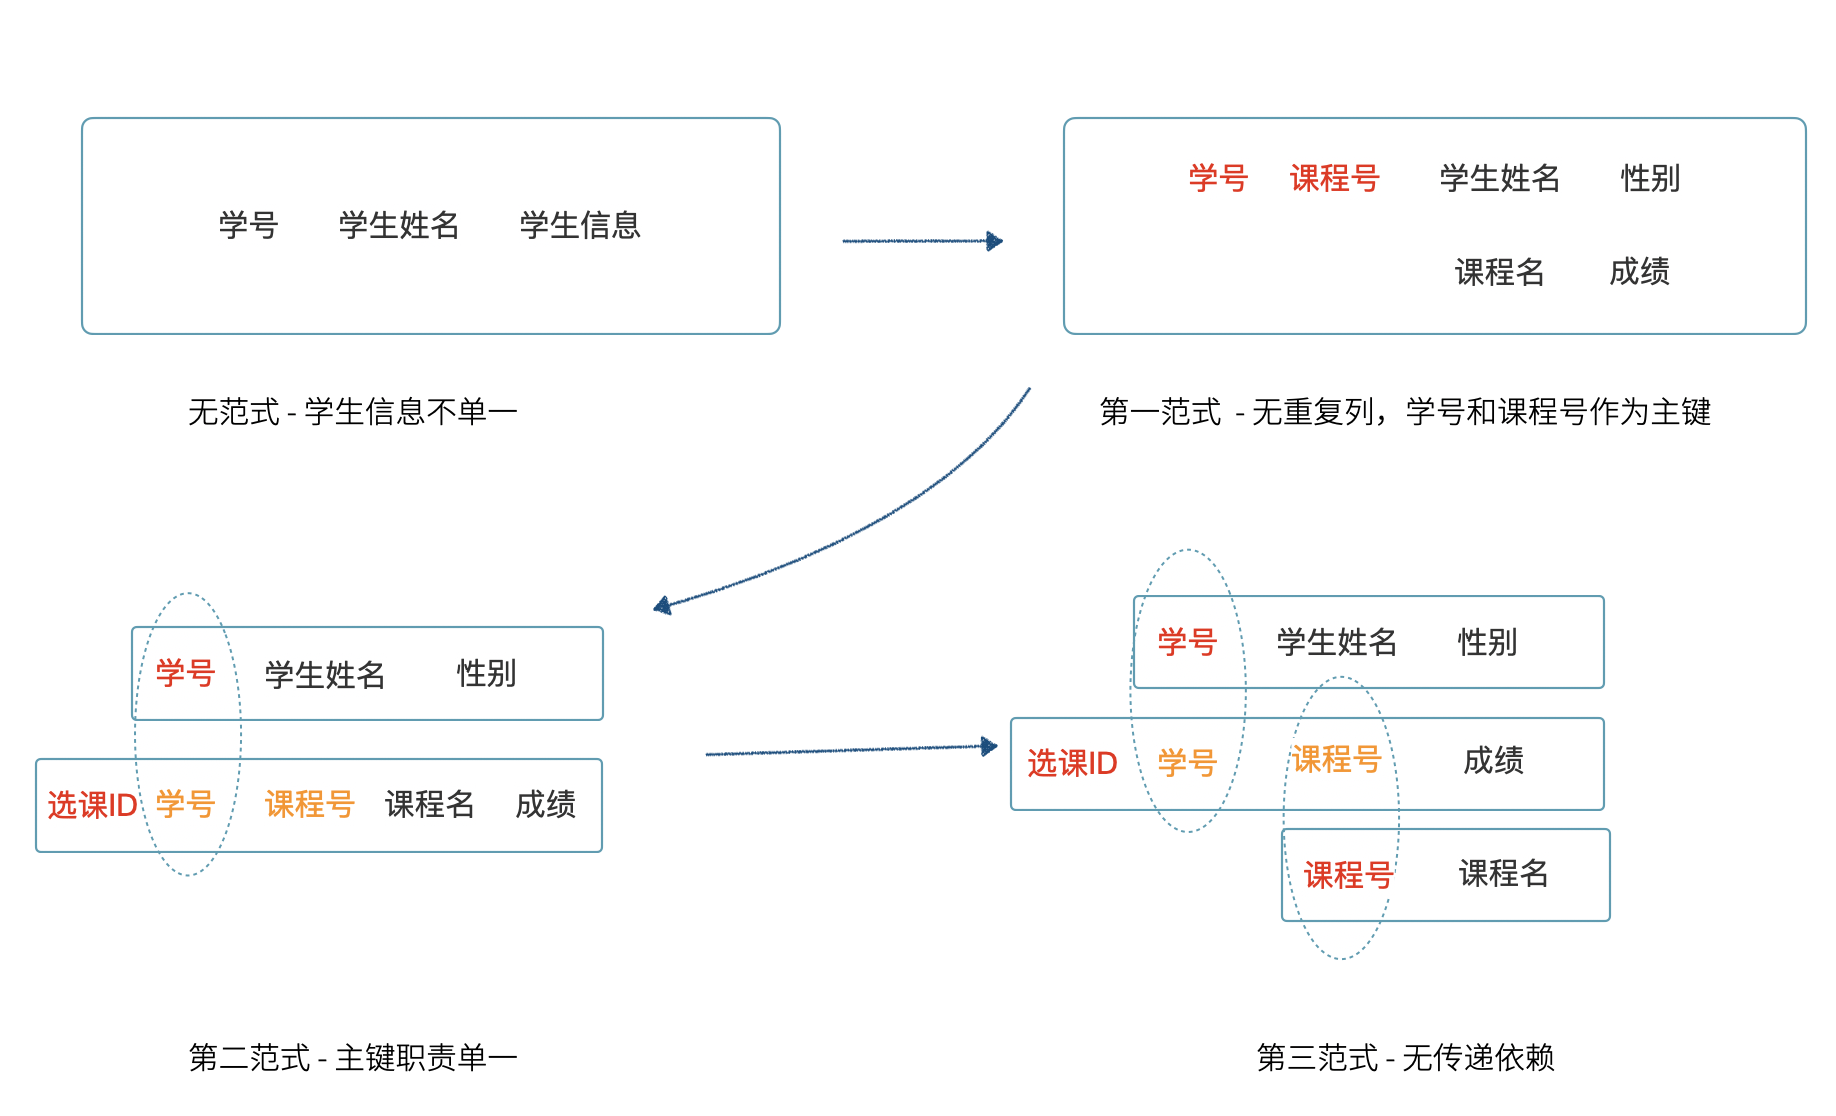 学号 学生姓名 学生信息
无范式 - 学生信息不单一
学号 课程号 学生姓名 性别
课程名 成绩
第一范式 - 无重复列，学号和课程号作为主键
学号 学生姓名 性别
选课ID 学号 课程号 课程名 成绩
第二范式 - 主键职责单一
学号 学生姓名 性别
选课ID 学号 课程号 成绩
课程号 课程名
第三范式 - 无传递依赖